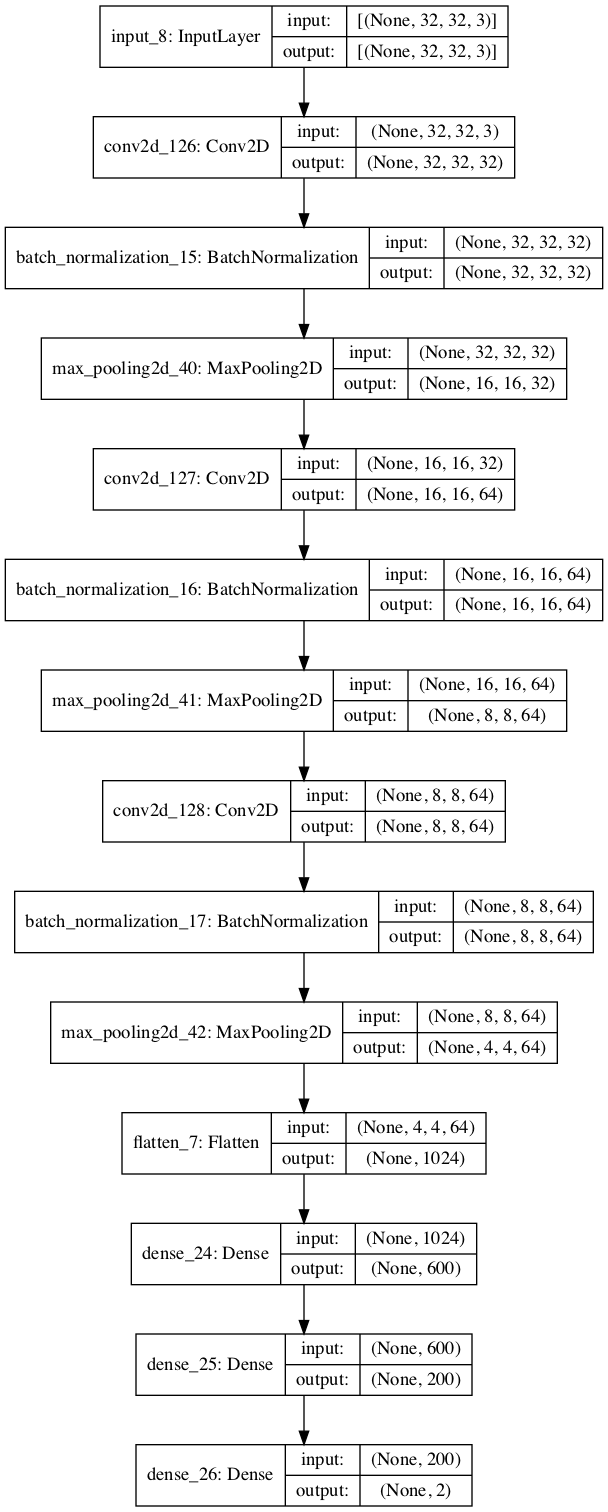 input_8: InputLayer
input:
[(None, 32, 32, 3)]
output:
[(None, 32, 32, 3)]
conv2d_126: Conv2D
input:
(None, 32, 32, 3)
output:
(None, 32, 32, 32)
batch_normalization_15: BatchNormalization
input:
(None, 32, 32, 32)
output:
(None, 32, 32, 32)
max_pooling2d_40: MaxPooling2D
input:
(None, 32, 32, 32)
output:
(None, 16, 16, 32)
conv2d_127: Conv2D
input:
(None, 16, 16, 32)
output:
(None, 16, 16, 64)
batch_normalization_16: BatchNormalization
input:
(None, 16, 16, 64)
output:
(None, 16, 16, 64)
max_pooling2d_41: MaxPooling2D
input:
(None, 16, 16, 64)
output:
(None, 8, 8, 64)
conv2d_128: Conv2D
input:
(None, 8, 8, 64)
output:
(None, 8, 8, 64)
batch_normalization_17: BatchNormalization
input:
(None, 8, 8, 64)
output:
(None, 8, 8, 64)
max_pooling2d_42: MaxPooling2D
input:
(None, 8, 8, 64)
output:
(None, 4, 4, 64)
flatten_7: Flatten
input:
(None, 4, 4, 64)
output:
(None, 1024)
dense_24: Dense
input:
(None, 1024)
output:
(None, 600)
dense_25: Dense
input:
(None, 600)
output:
(None, 200)
dense_26: Dense
input:
(None, 200)
output:
(None, 2)